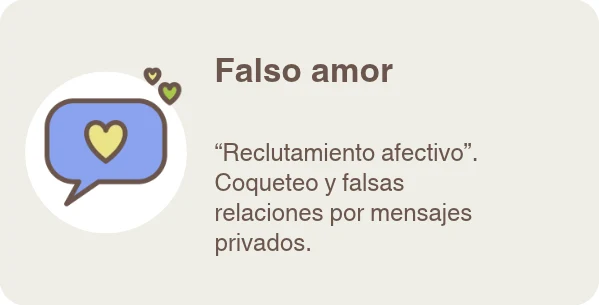 Falso amor
“Reclutamiento afectivo”.
Coqueteo y falsas
relaciones por mensajes
privados.